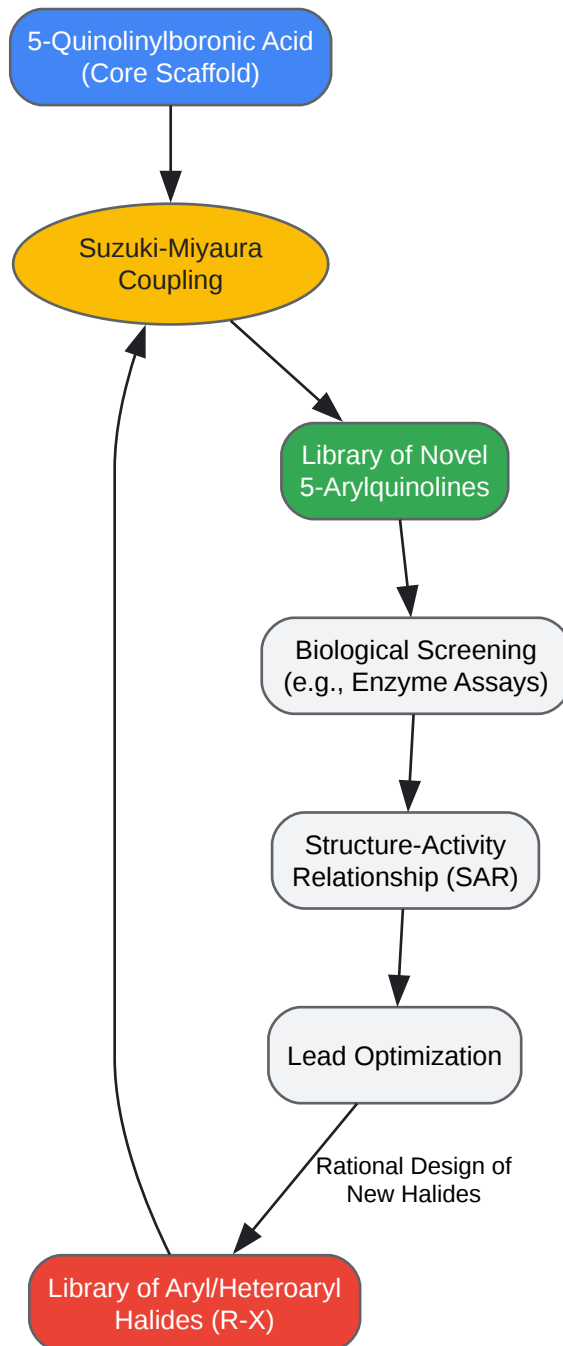 5-Quinolinylboronic Acid
(Core Scaffold)
Suzuki-Miyaura
Coupling
Library of Novel
5-Arylquinolines
Biological Screening
(e.g., Enzyme Assays)
Structure-Activity
Relationship (SAR)
Lead Optimization
Rational Design of
New Halides
Library of Aryl/Heteroaryl
Halides (R-X)